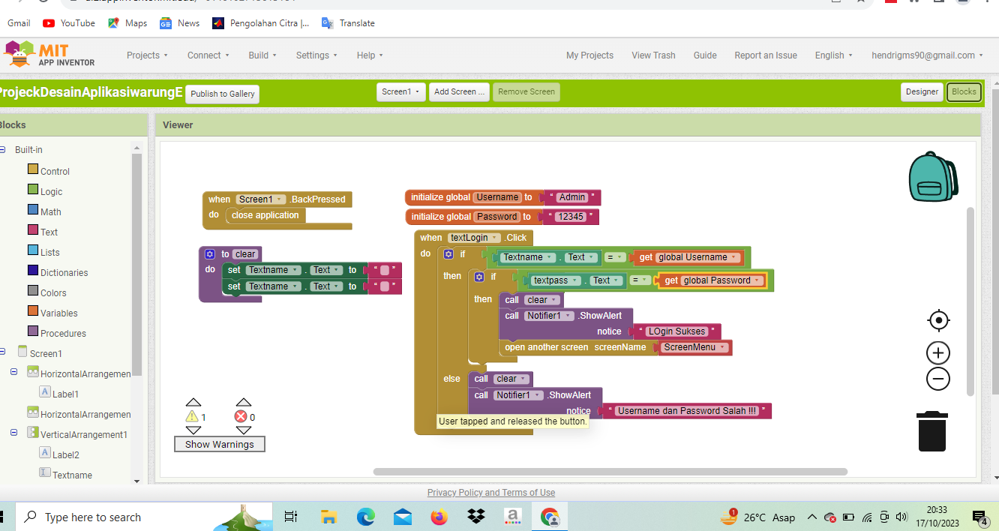 Gmail YouTube Maps News Pengolahan Citra |... Translate
MIT
APP INVENTOR
Projects Connect Build Settings Help My Projects View Trash Guide Report an Issue English hendrigms90@gmail.com
ProjeckDesainAplikasiwarungE Publish to Gallery Screen1 Add Screen ... Remove Screen Designer Blocks
Blocks
Viewer
Built-in
Control
Logic
Math
Text
Lists
Dictionaries
Colors
Variables
Procedures
Screen1
HorizontalArrangemen
Label1
HorizontalArrangemen
VerticalArrangement1
Label2
Textname
when Screen1 .BackPressed
do close application
to clear
do set Textname . Text to “ ”
set Textname . Text to “ ”
initialize global Username to “ Admin ”
initialize global Password to “ 12345 ”
when textLogin .Click
do if Textname . Text = get global Username
then if textpass . Text = get global Password
then call clear
call Notifier1 .ShowAlert
notice “ LOgin Sukses ”
open another screen screenName ScreenMenu
else call clear
call Notifier1 .ShowAlert
notice “ Username dan Password Salah !!! ”
User tapped and released the button.
1 0
Show Warnings
Privacy Policy and Terms of Use
Type here to search
a
1
26°C Asap
20:33
17/10/2023
4